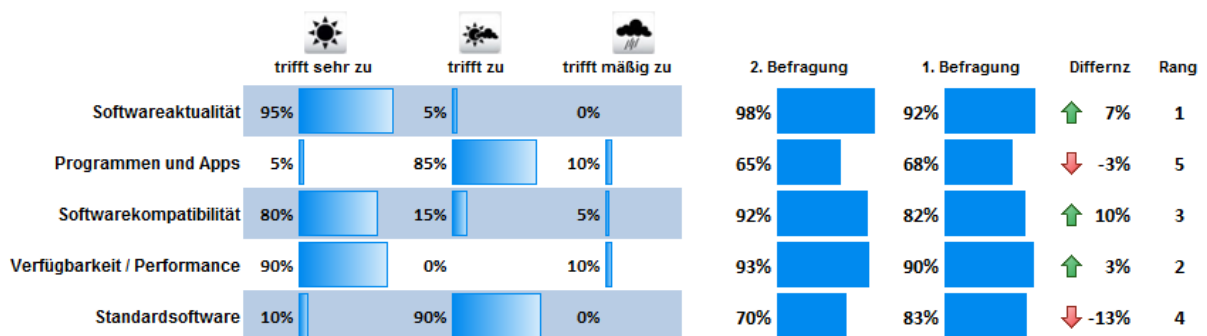 trifft sehr zu trifft zu trifft mäßig zu 2. Befragung 1. Befragung Differnz Rang
Softwareaktualität 95% 5% 0% 98% 92% 7% 1
Programmen und Apps 5% 85% 10% 65% 68% -3% 5
Softwarekompatibilität 80% 15% 5% 92% 82% 10% 3
Verfügbarkeit / Performance 90% 0% 10% 93% 90% 3% 2
Standardsoftware 10% 90% 0% 70% 83% -13% 4